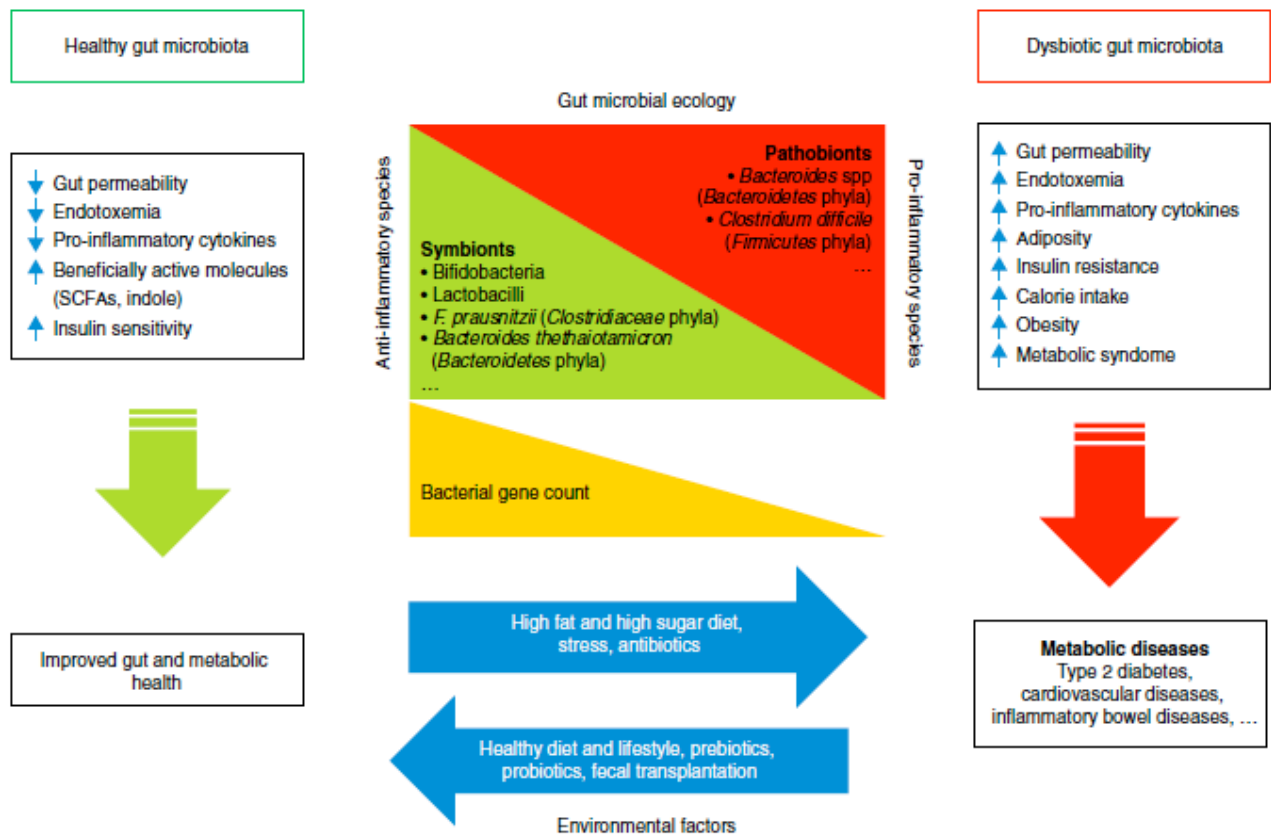 Healthy gut microbiota
Dysbiotic gut microbiota
Gut microbial ecology
Gut permeability
Endotoxemia
Pro-inflammatory cytokines
Beneficially active molecules
(SCFAs, indole)
Insulin sensitivity
Anti-inflammatory species
Pathobionts
• Bacteroides spp
(Bacteroidetes phyla)
• Clostridium difficile
(Firmicutes phyla)
...
Symbionts
• Bifidobacteria
• Lactobacilli
• F. prausnitzii (Clostridiaceae phyla)
• Bacteroides thethaiotamicron
(Bacteroidetes phyla)
...
Pro-inflammatory species
Gut permeability
Endotoxemia
Pro-inflammatory cytokines
Adiposity
Insulin resistance
Calorie intake
Obesity
Metabolic syndome
Bacterial gene count
High fat and high sugar diet,
stress, antibiotics
Improved gut and metabolic
health
Metabolic diseases
Type 2 diabetes,
cardiovascular diseases,
inflammatory bowel diseases, ...
Healthy diet and lifestyle, prebiotics,
probiotics, fecal transplantation
Environmental factors